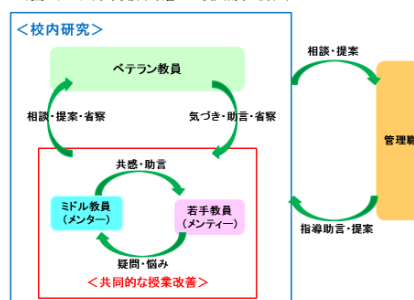 ＜校内研究＞
ベテラン教員
相談・提案
相談・提案・省察
気づき・助言・省察
管理職
共感・助言
ミドル教員
(メンター)
若手教員
(メンティー)
疑問・悩み
＜共同的な授業改善＞
指導助言・提案